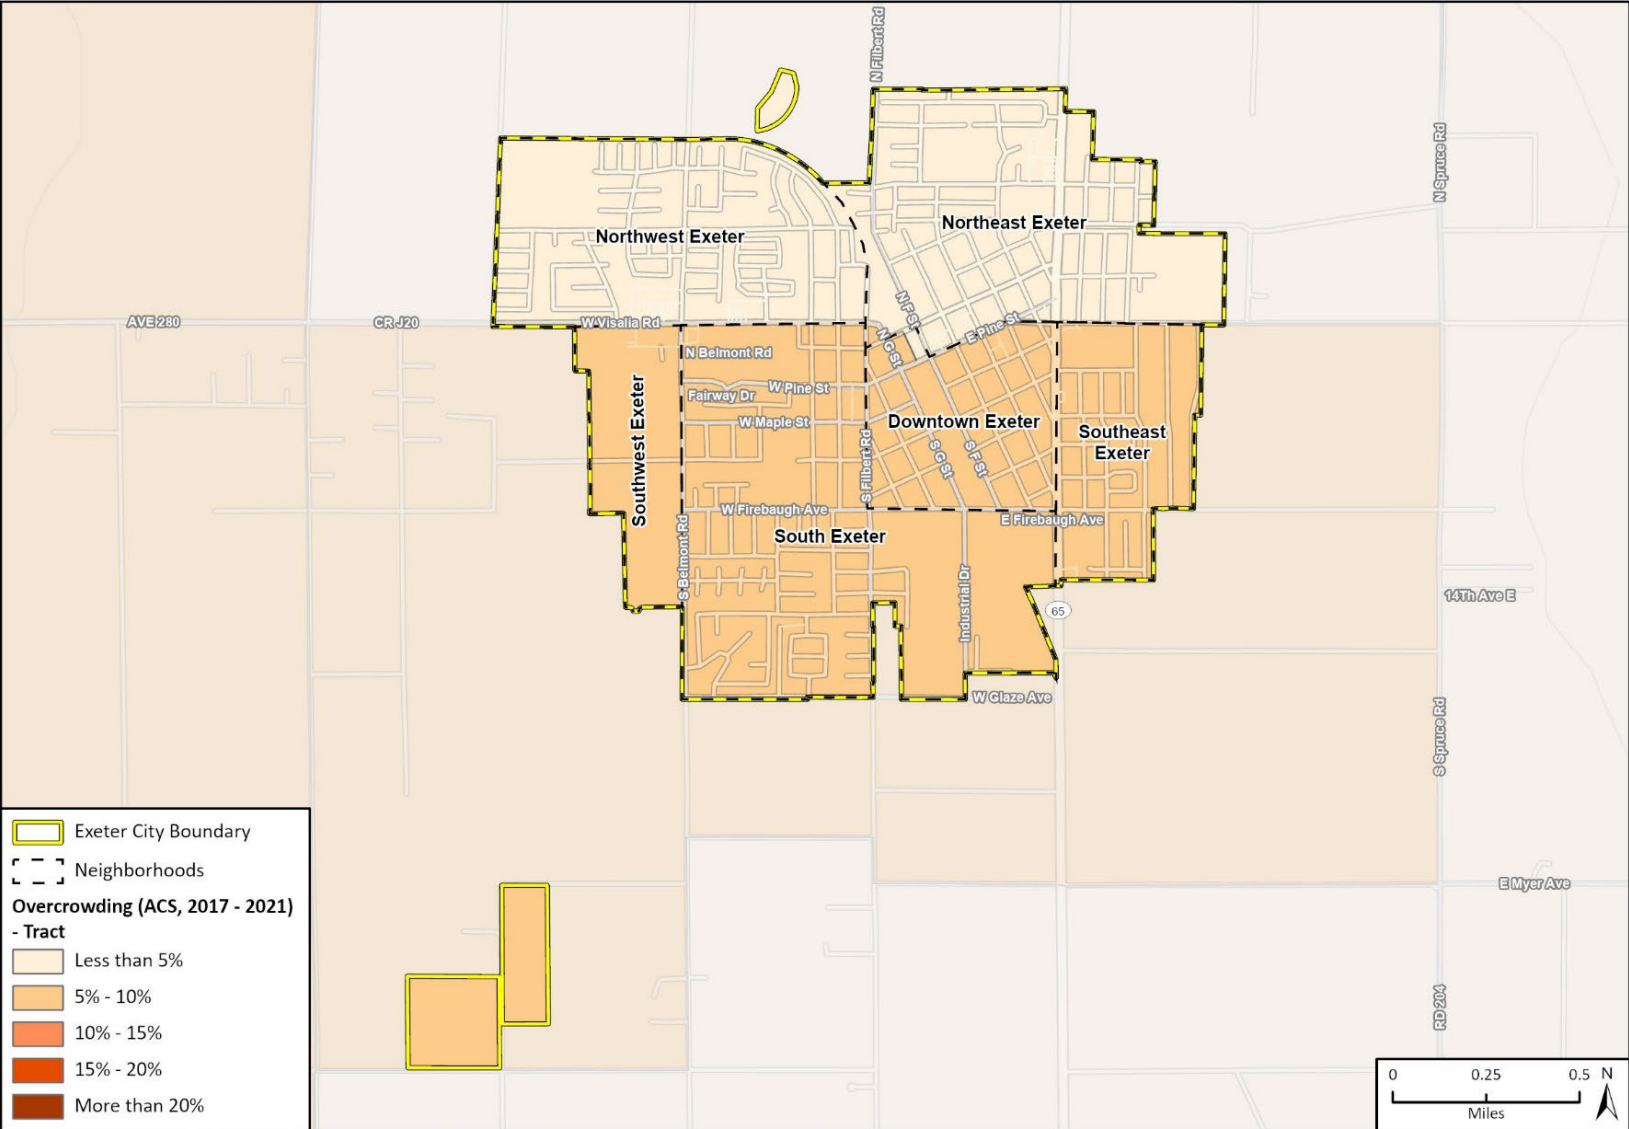 N Filbert Rd
N Spruce Rd
Northeast Exeter
Northwest Exeter
N F St
AVE 280
CR J20
W Visalia Rd
E Pine St
N G St
N Belmont Rd
W Pine St
Fairway Dr
W Maple St
Downtown Exeter
Southeast
Exeter
Southwest Exeter
S Filbert Rd
S G St
S F St
W Firebaugh Ave
E Firebaugh Ave
South Exeter
S Belmont Rd
Industrial Dr
65
14Th Ave E
W Glaze Ave
S Spruce Rd
E Myer Ave
RD 204
Exeter City Boundary
Neighborhoods
Overcrowding (ACS, 2017 - 2021)
- Tract
Less than 5%
5% - 10%
10% - 15%
15% - 20%
More than 20%
0 0.25 0.5 N
Miles